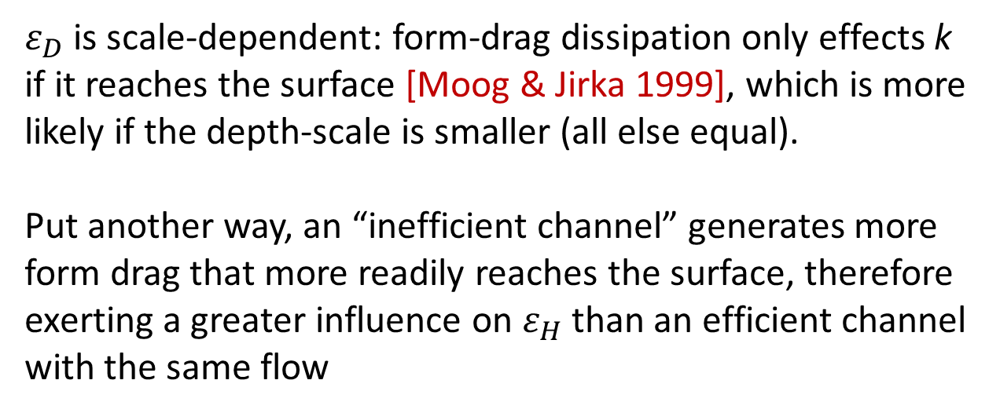 𝜀𝐷 is scale-dependent: form-drag dissipation only effects k
if it reaches the surface [Moog & Jirka 1999], which is more
likely if the depth-scale is smaller (all else equal).
Put another way, an “inefficient channel” generates more
form drag that more readily reaches the surface, therefore
exerting a greater influence on 𝜀𝐻 than an efficient channel
with the same flow